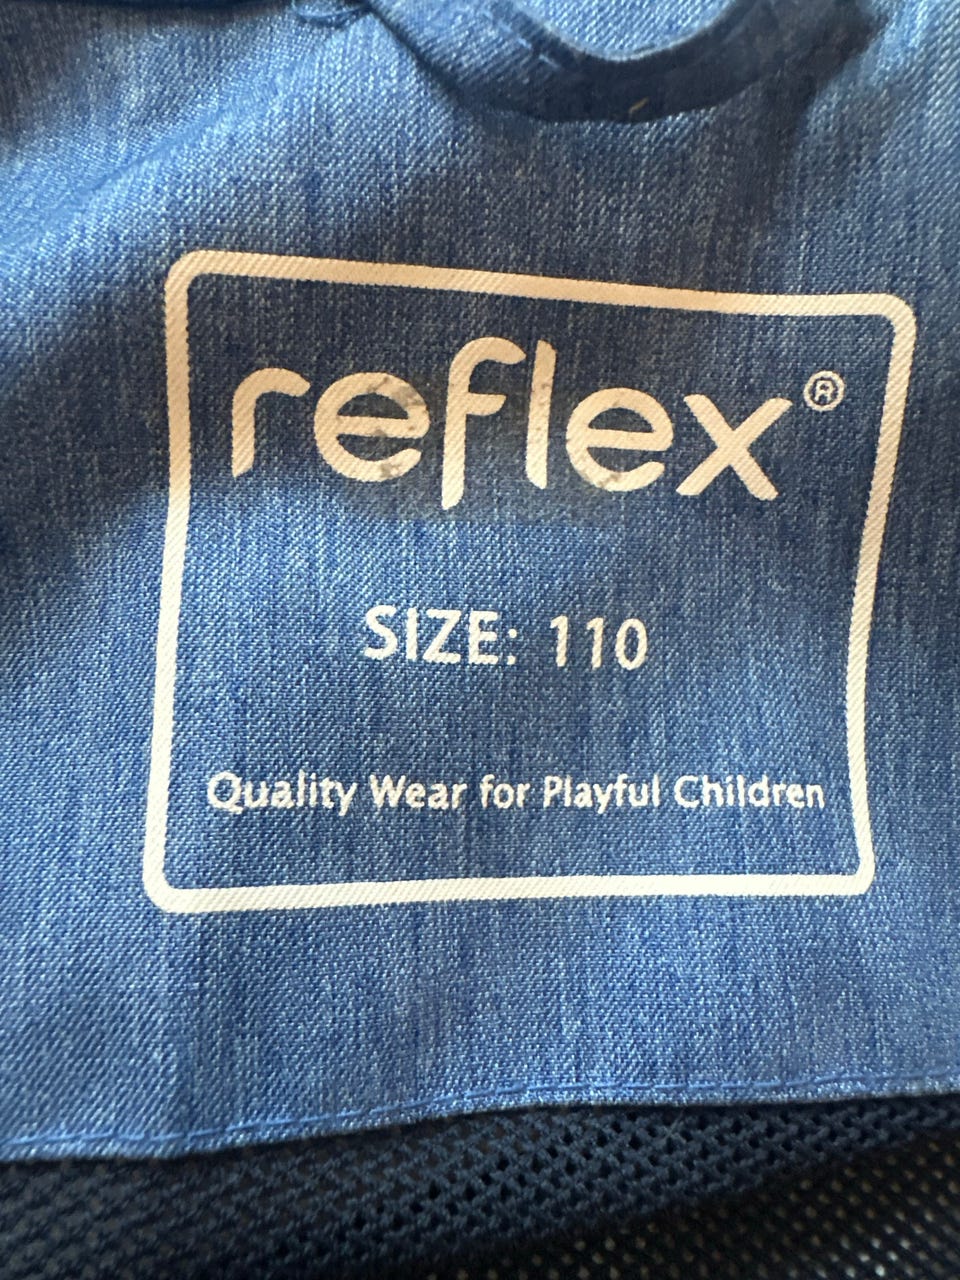 reflex®
SIZE: 110
Quality Wear for Playful Children